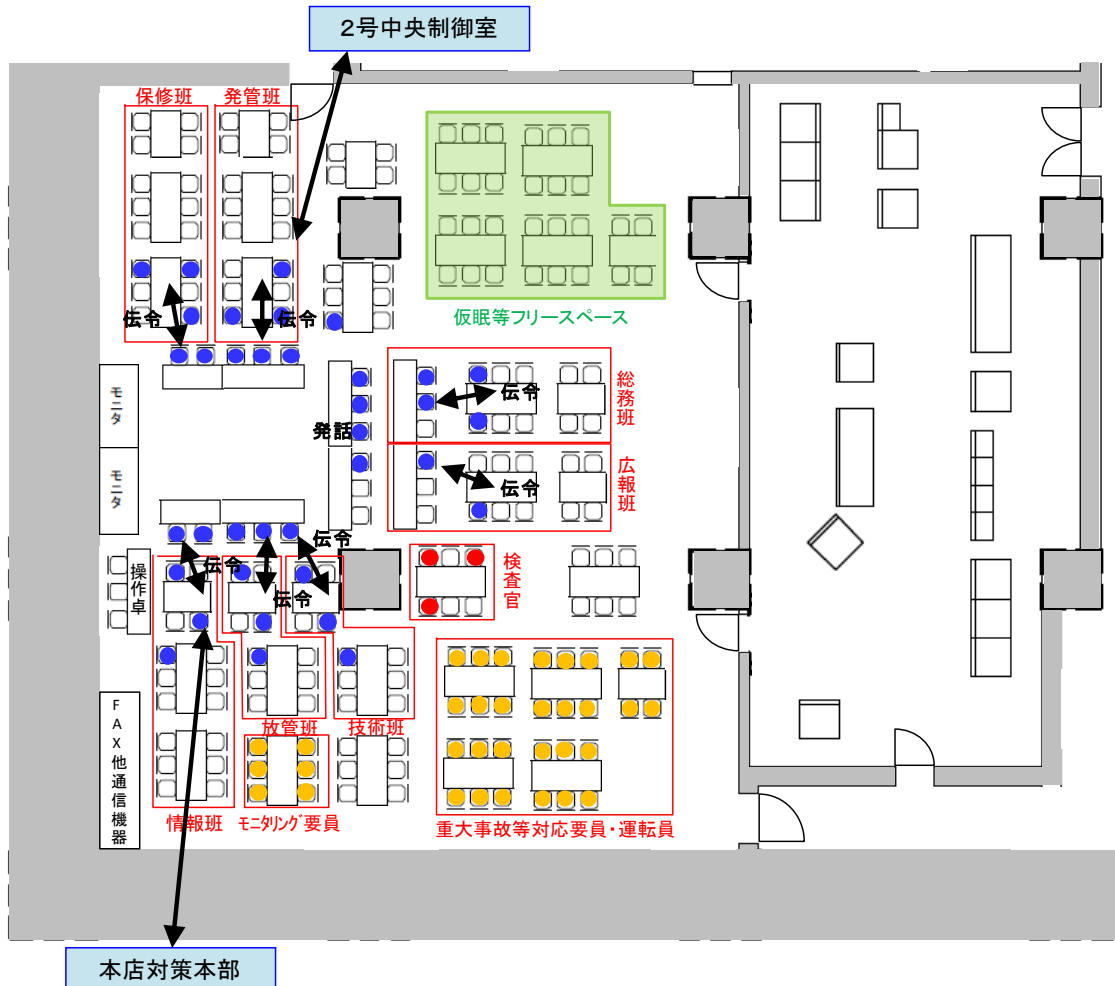 2号中央制御室
保修班
発管班
伝令
伝令
仮眠等フリースペース
モニタ
モニタ
発話
伝令
総務班
伝令
広報班
伝令
伝令
伝令
検査官
操作卓
FAX他通信機器
放管班
技術班
情報班
モニタリング要員
重大事故等対応要員・運転員
本店対策本部